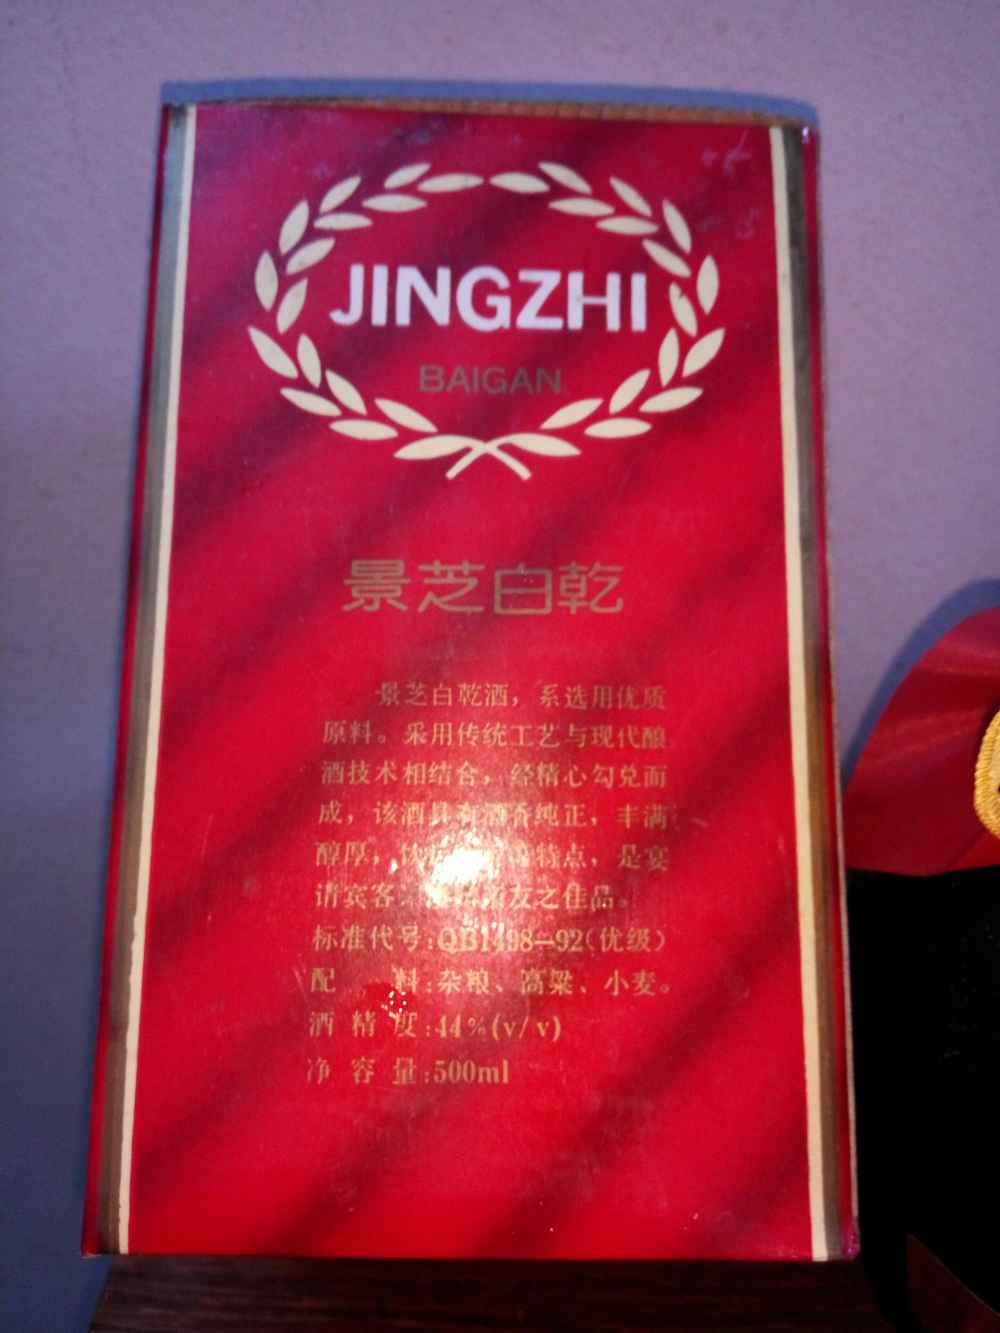 JINGZHI
BAIGAN
景芝白乾
景芝白乾酒，系选用优质
原料。采用传统工艺与现代酿
酒技术相结合，经精心勾兑而
成，该酒具有酒香纯正，丰满
醇厚，特点，是宴
请宾客友之佳品。
标准代号:QB1498—92(优级)
配 料:杂粮、高粱、小麦。
酒 精 度:44%(v/v)
净 容 量:500ml